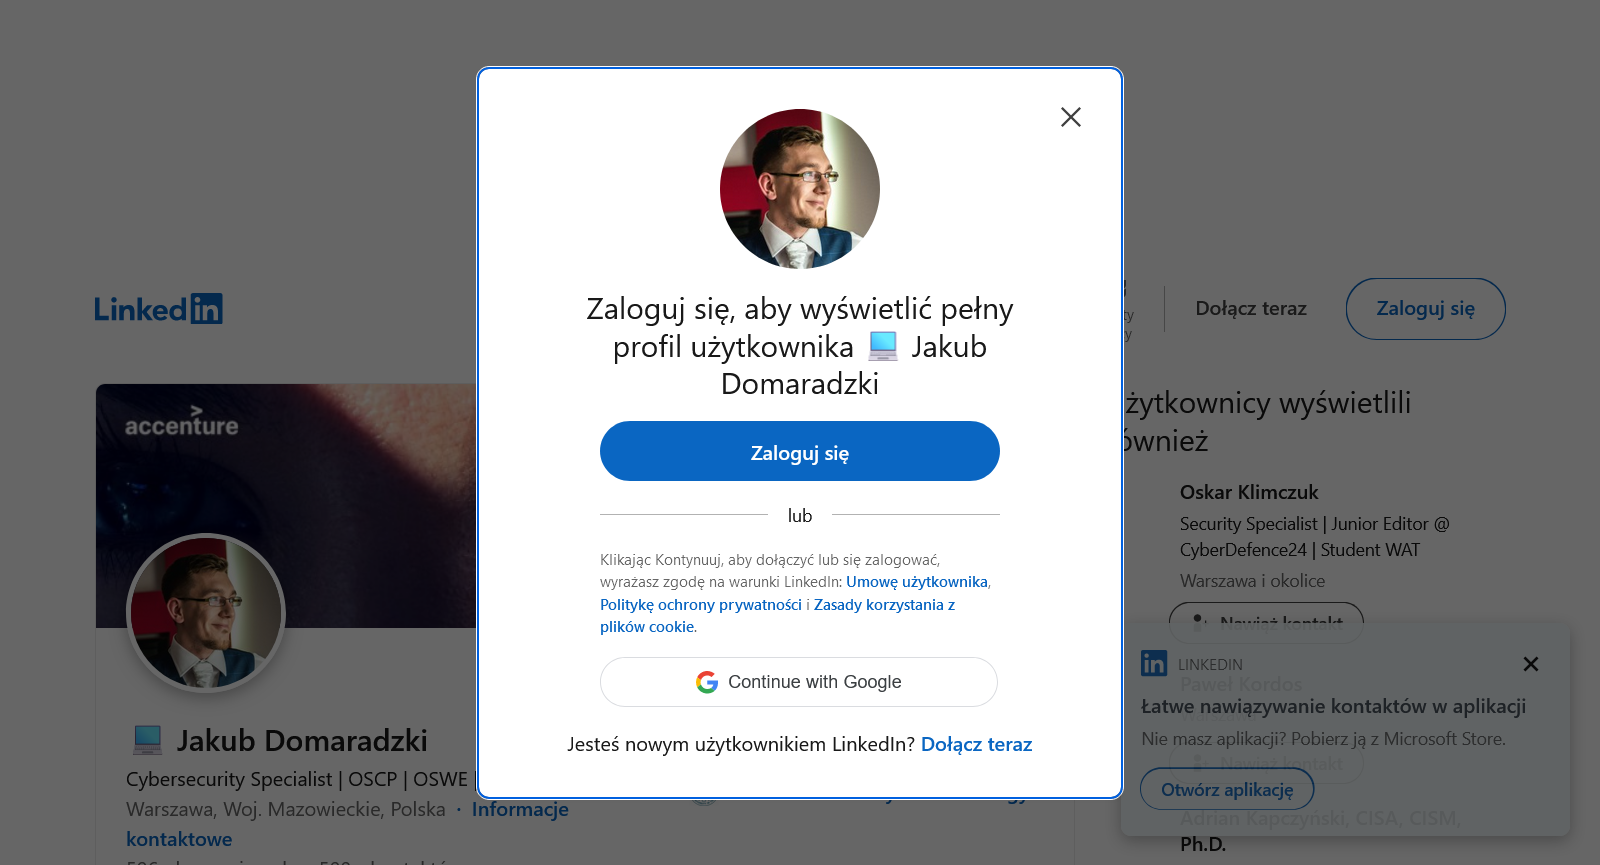 Zaloguj się, aby wyświetlić pełny
profil użytkownika 💻 Jakub
Domaradzki
Zaloguj się
lub
Klikając Kontynuuj, aby dołączyć lub się zalogować,
wyrażasz zgodę na warunki LinkedIn: Umowę użytkownika,
Politykę ochrony prywatności i Zasady korzystania z
plików cookie.
Continue with Google
Jesteś nowym użytkownikiem LinkedIn? Dołącz teraz
LinkedIn
Dołącz teraz
Zaloguj się
accenture
💻 Jakub Domaradzki
Cybersecurity Specialist | OSCP | OSWE |
Warszawa, Woj. Mazowieckie, Polska · Informacje
kontaktowe
żytkownicy wyświetlili
ównież
Oskar Klimczuk
Security Specialist | Junior Editor @
CyberDefence24 | Student WAT
Warszawa i okolice
Nawiąż kontakt
LINKEDIN
Paweł Kordos
Łatwe nawiązywanie kontaktów w aplikacji
Nie masz aplikacji? Pobierz ją z Microsoft Store.
Nawiąż kontakt
Otwórz aplikację
Adrian Kapczyński, CISA, CISM,
Ph.D.